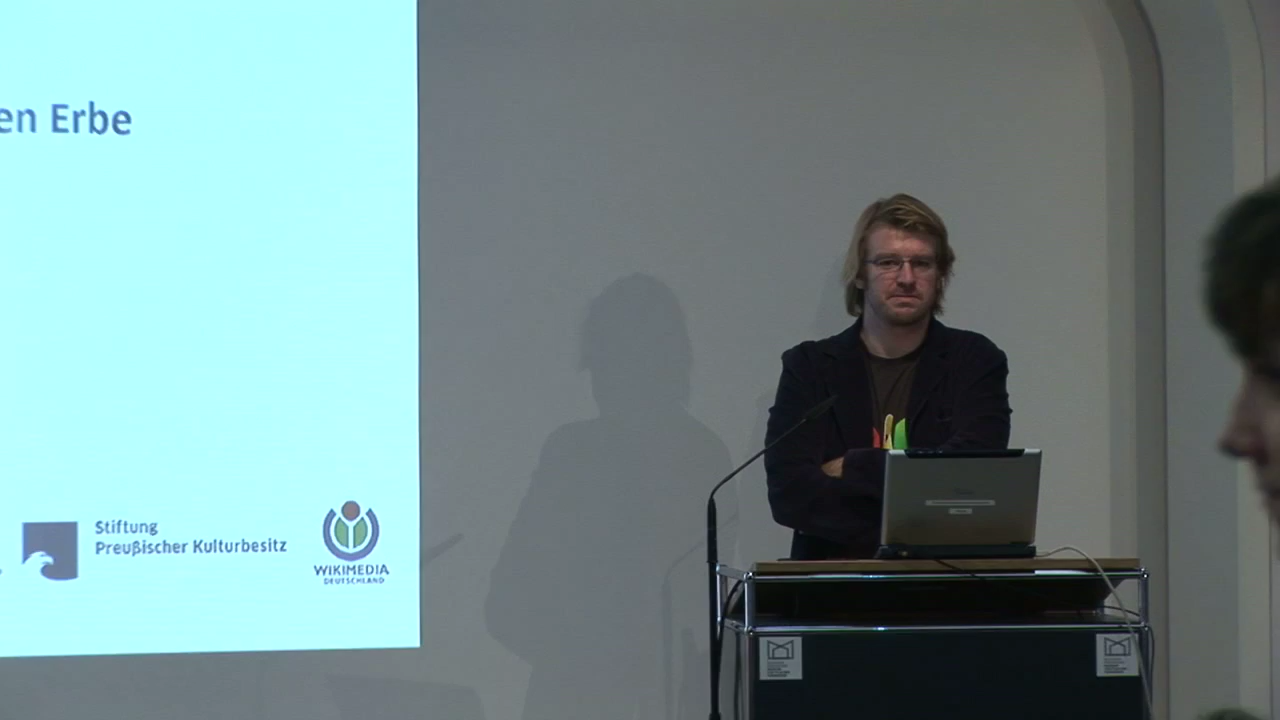 en Erbe
Stiftung
Preußischer Kulturbesitz
WIKIMEDIA
DEUTSCHLAND